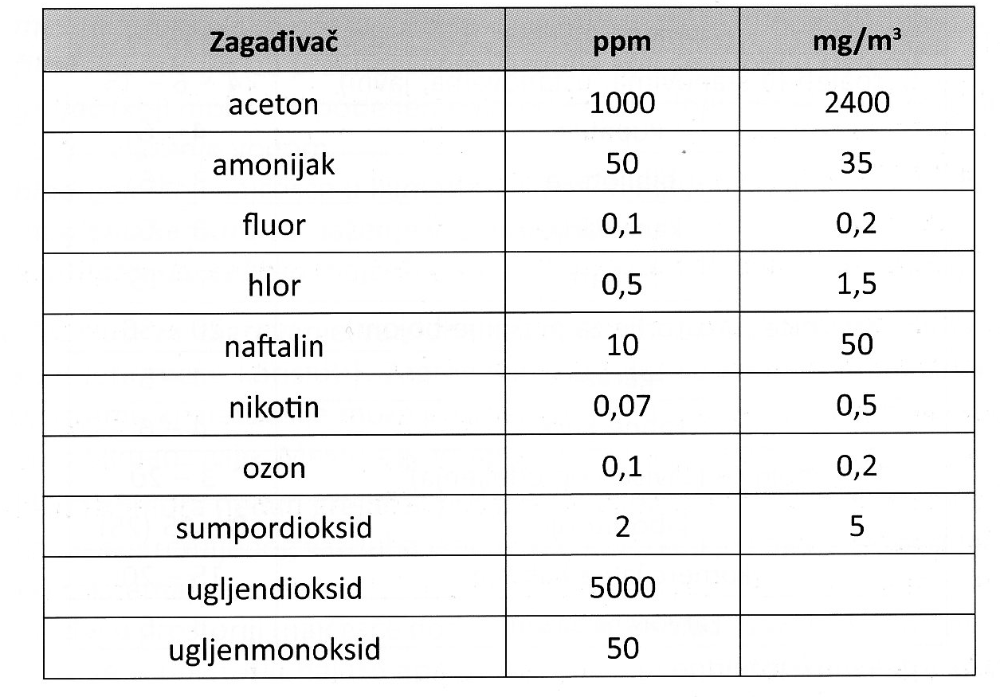 Zagađivač ppm mg/m³
aceton 1000 2400
amonijak 50 35
fluor 0,1 0,2
hlor 0,5 1,5
naftalin 10 50
nikotin 0,07 0,5
ozon 0,1 0,2
sumpordioksid 2 5
ugljendioksid 5000
ugljenmonoksid 50